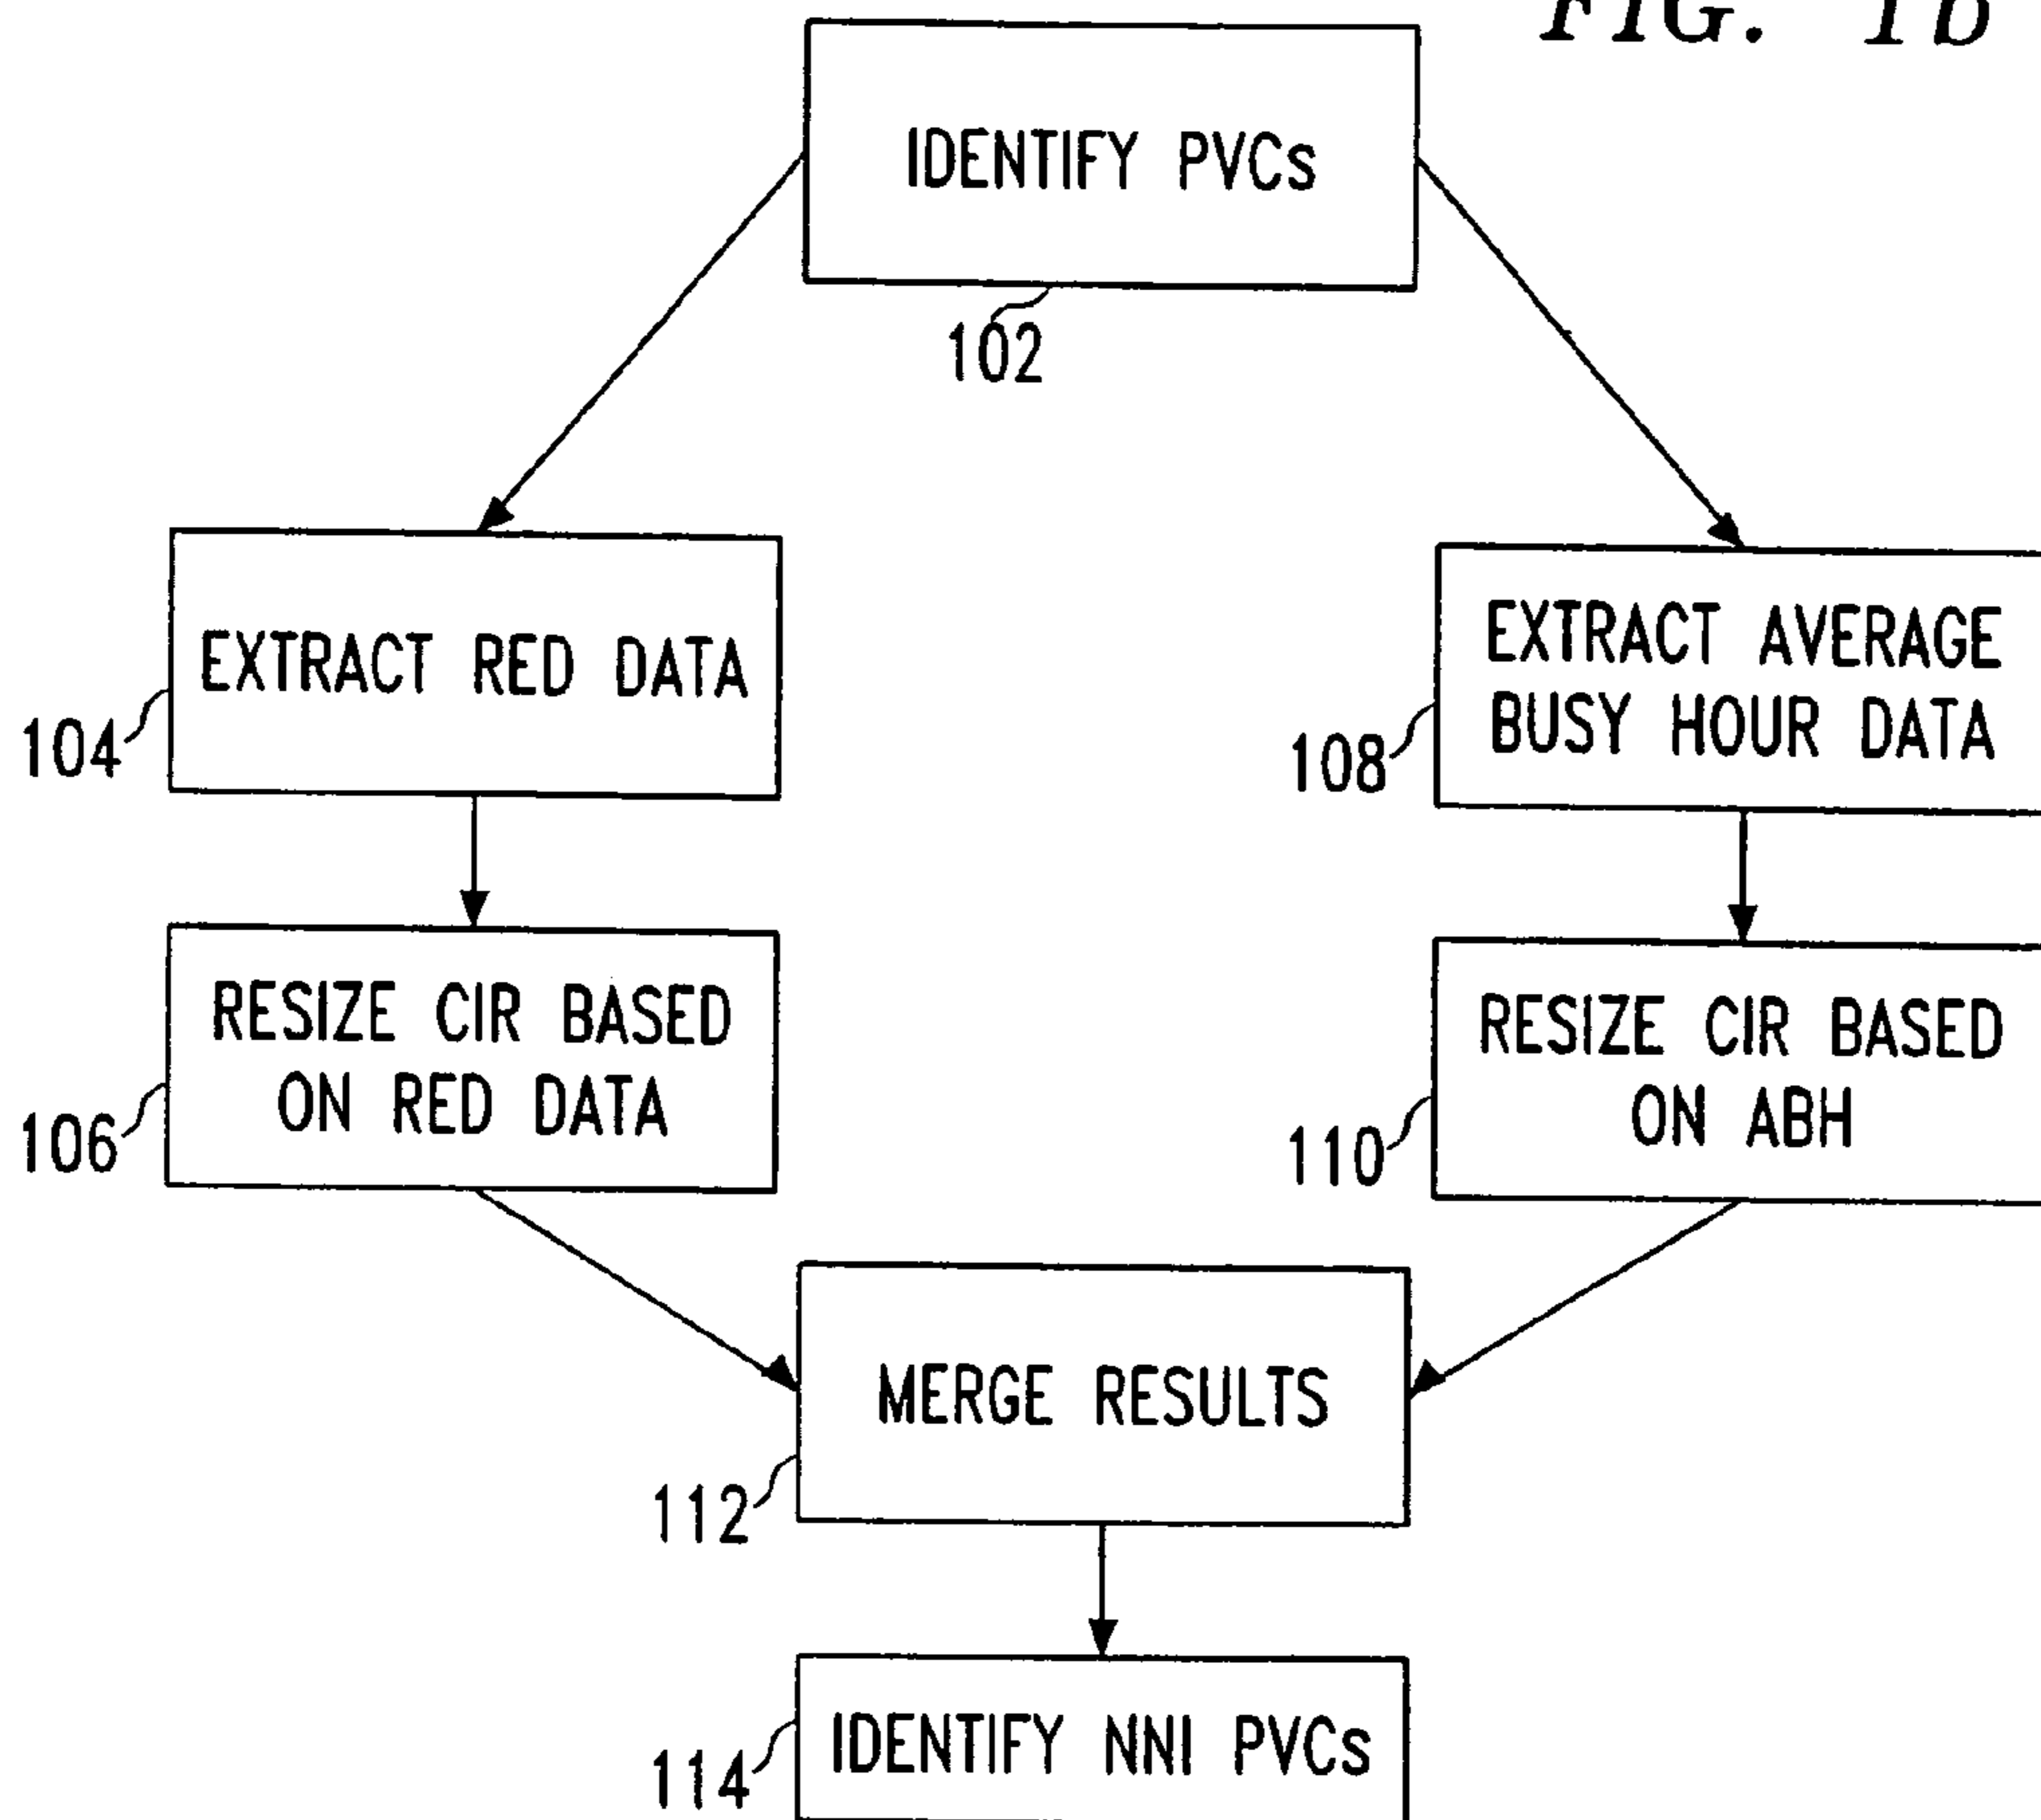 FIG. 1b
IDENTIFY PVCs
102
EXTRACT RED DATA
104
EXTRACT AVERAGE
BUSY HOUR DATA
108
RESIZE CIR BASED
ON RED DATA
106
RESIZE CIR BASED
ON ABH
110
MERGE RESULTS
112
IDENTIFY NNI PVCs
114